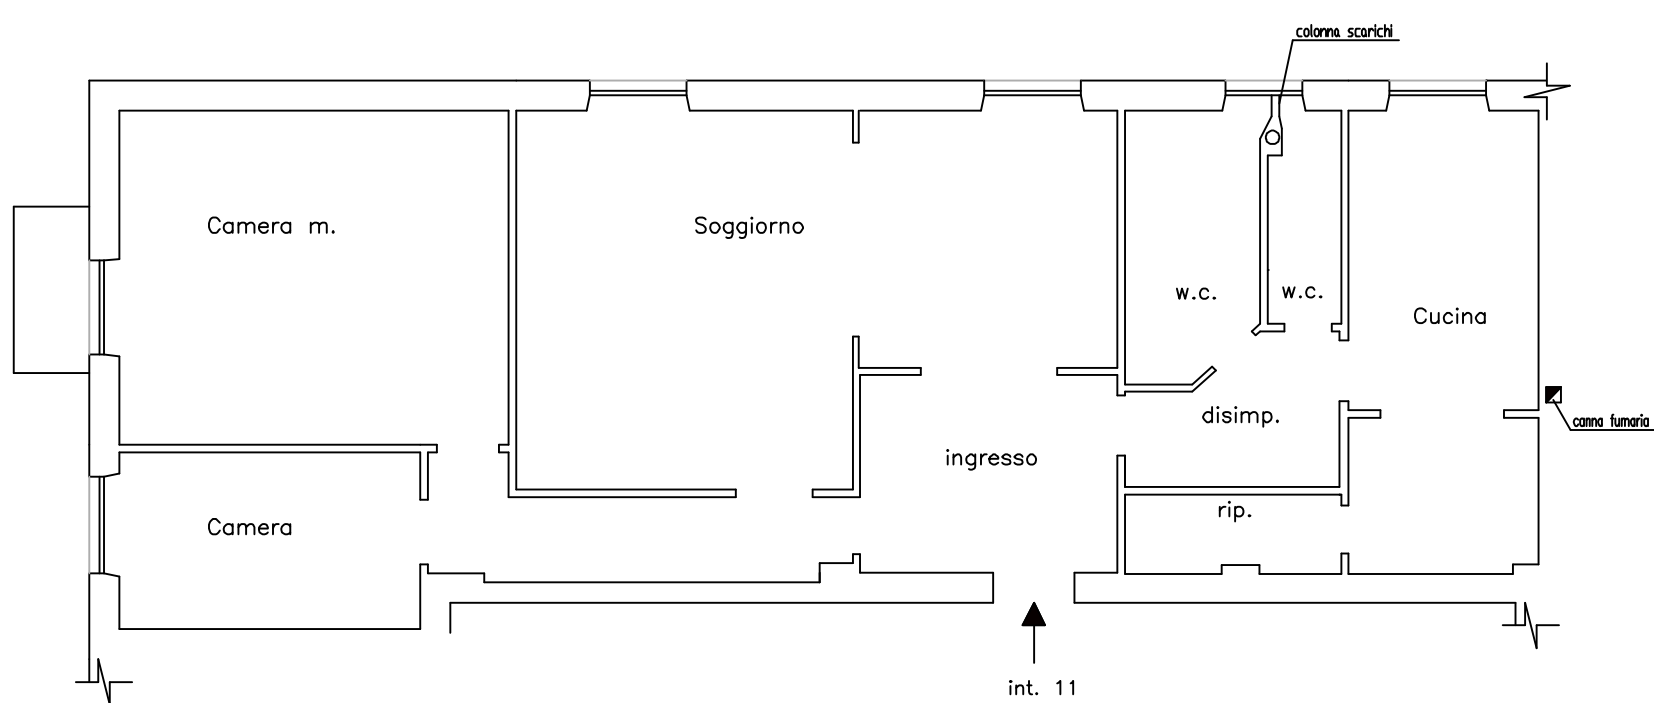 colonna scarichi
Camera m.
Soggiorno
w.c.
w.c.
Cucina
disimp.
canna fumaria
ingresso
rip.
Camera
int. 11